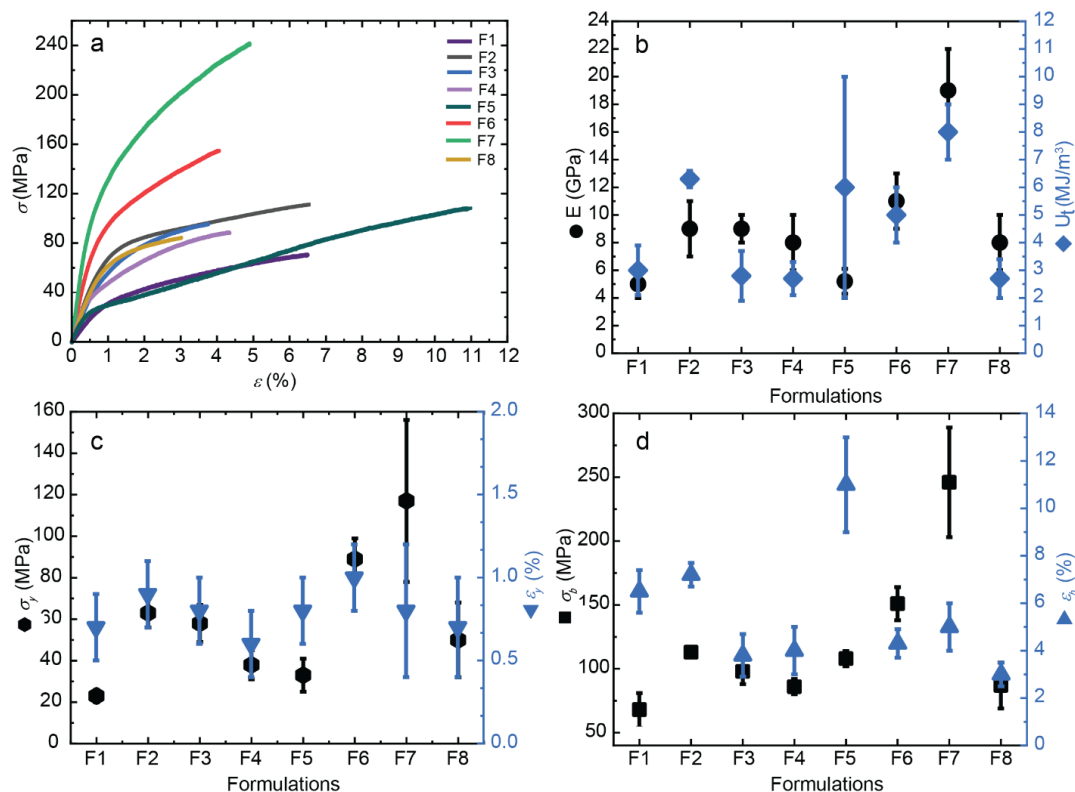 a
σ (MPa)
240
200
160
120
80
40
0
0 1 2 3 4 5 6 7 8 9 10 11 12
ε (%)
F1
F2
F3
F4
F5
F6
F7
F8
b
E (GPa)
24
22
20
18
16
14
12
10
8
6
4
2
0
F1 F2 F3 F4 F5 F6 F7 F8
Formulations
12
11
10
9
8
7
6
5
4
3
2
1
0
Ut (MJ/m³)
c
σy (MPa)
160
140
120
100
80
60
40
20
0
F1 F2 F3 F4 F5 F6 F7 F8
Formulations
2.0
1.5
1.0
0.5
0.0
εy (%)
d
σb (MPa)
300
250
200
150
100
50
F1 F2 F3 F4 F5 F6 F7 F8
Formulations
14
12
10
8
6
4
2
0
(%)